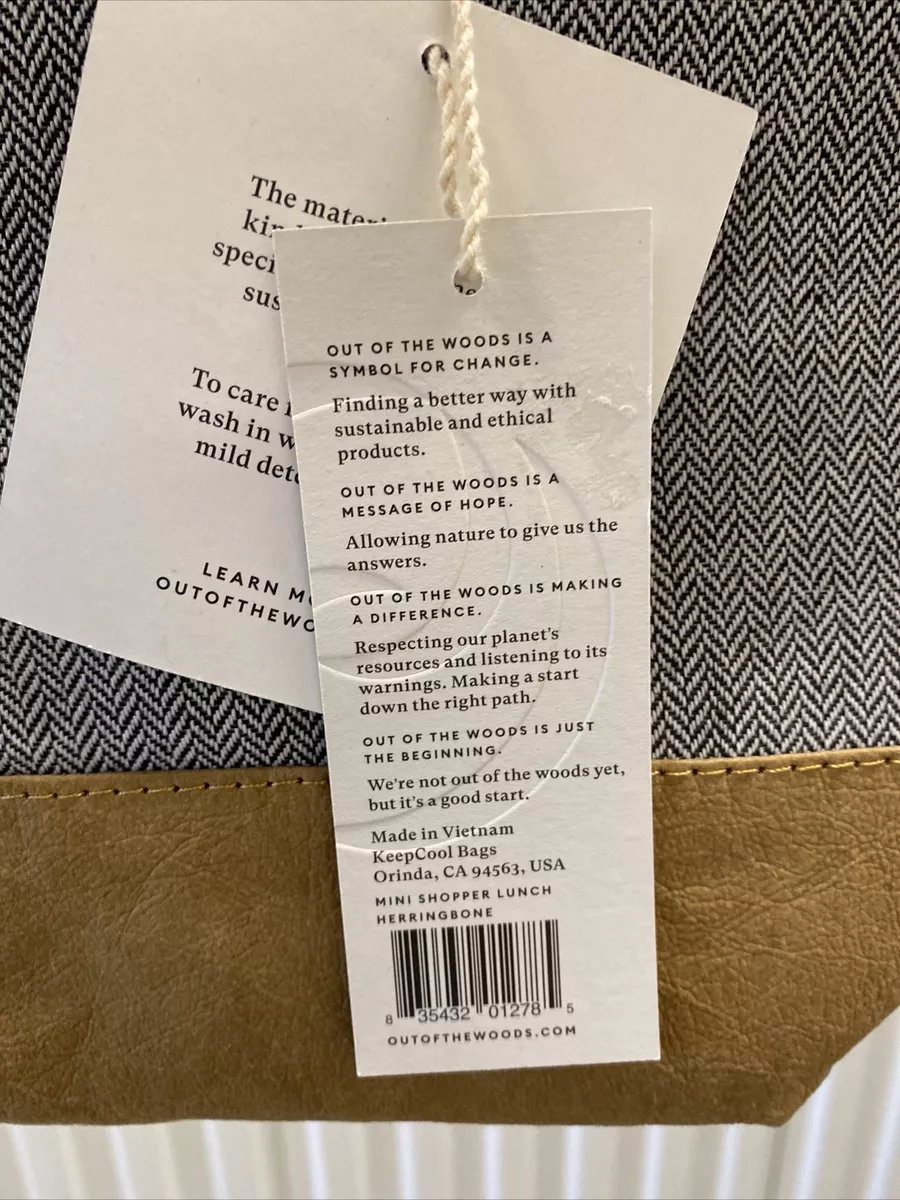 The
speci
sus
To care
wash in w
mild dete
LEARN M
OUTOFTHEWO
OUT OF THE WOODS IS A
SYMBOL FOR CHANGE.
Finding a better way with
sustainable and ethical
products.
OUT OF THE WOODS IS A
MESSAGE OF HOPE.
Allowing nature to give us the
answers.
OUT OF THE WOODS IS MAKING
A DIFFERENCE.
Respecting our planet's
resources and listening to its
warnings. Making a start
down the right path.
OUT OF THE WOODS IS JUST
THE BEGINNING.
We're not out of the woods yet,
but it's a good start.
Made in Vietnam
KeepCool Bags
Orinda, CA 94563, USA
MINI SHOPPER LUNCH
HERRINGBONE
8 35432 01278 5
OUTOFTHEWOODS.COM